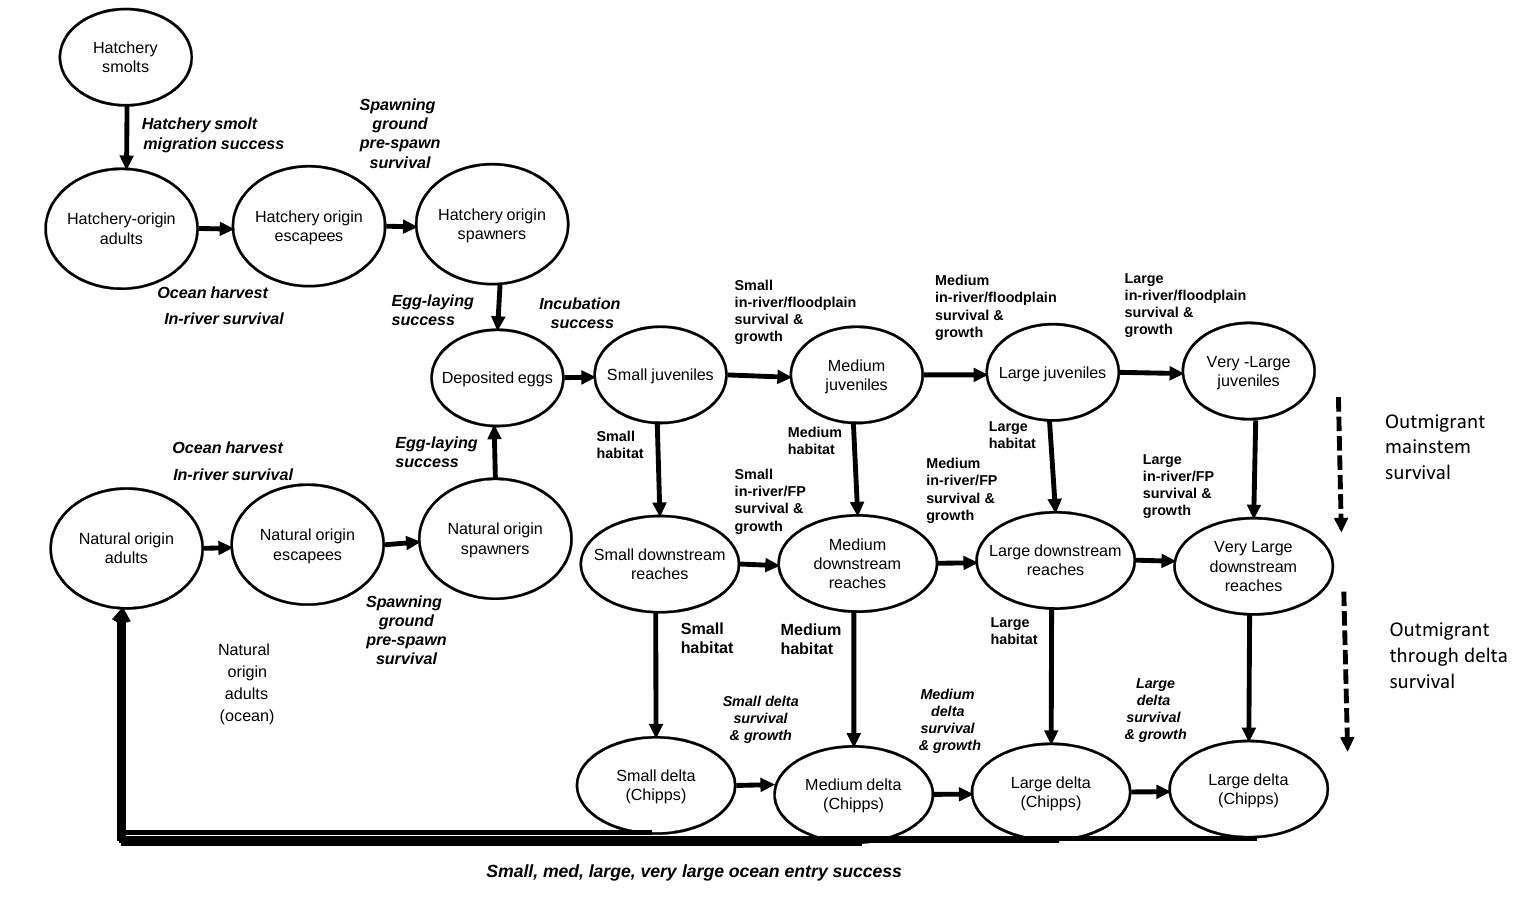 Hatchery
smolts
Hatchery smolt
migration success
Spawning
ground
pre-spawn
survival
Hatchery-origin
adults
Hatchery origin
escapees
Hatchery origin
spawners
Ocean harvest
In-river survival
Egg-laying
success
Incubation
success
Small
in-river/floodplain
survival &
growth
Medium
in-river/floodplain
survival &
growth
Large
in-river/floodplain
survival &
growth
Deposited eggs
Small juveniles
Medium
juveniles
Large juveniles
Very -Large
juveniles
Outmigrant
mainstem
survival
Ocean harvest
In-river survival
Egg-laying
success
Small
habitat
Medium
habitat
Large
habitat
Small
in-river/FP
survival &
growth
Medium
in-river/FP
survival &
growth
Large
in-river/FP
survival &
growth
Natural origin
adults
Natural origin
escapees
Natural origin
spawners
Small downstream
reaches
Medium
downstream
reaches
Large downstream
reaches
Very Large
downstream
reaches
Spawning
ground
pre-spawn
survival
Natural
origin
adults
(ocean)
Small
habitat
Medium
habitat
Large
habitat
Outmigrant
through delta
survival
Small delta
survival
& growth
Medium
delta
survival
& growth
Large
delta
survival
& growth
Small delta
(Chipps)
Medium delta
(Chipps)
Large delta
(Chipps)
Large delta
(Chipps)
Small, med, large, very large ocean entry success